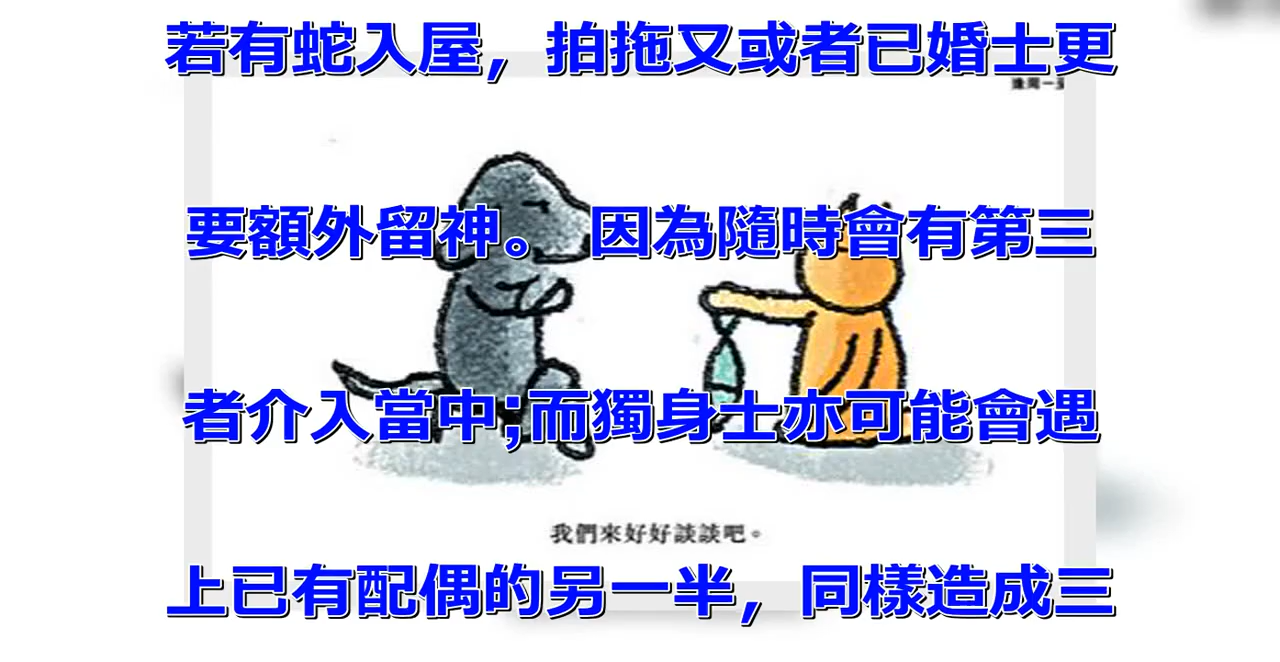 若有蛇入屋，拍拖又或者已婚士更
要額外留神。 因為隨時會有第三
者介入當中;而獨身士亦可能會遇
我們來好好談談吧。
上已有配偶的另一半，同樣造成三